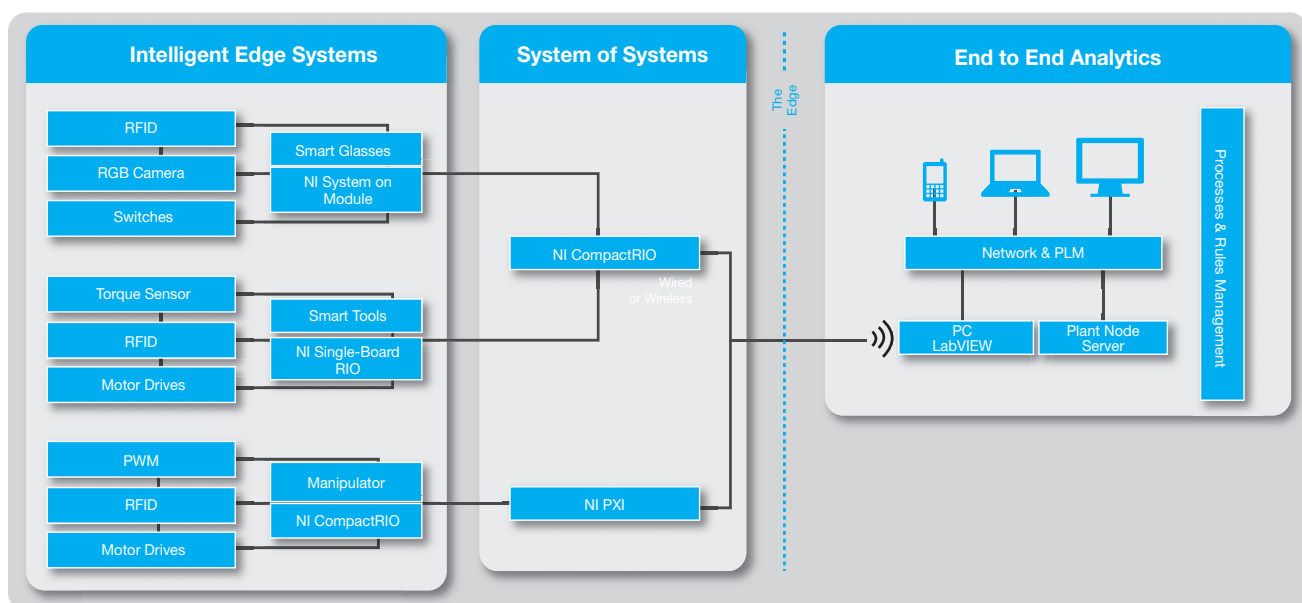 Intelligent Edge Systems
RFID
RGB Camera
Switches
Smart Glasses
NI System on
Module
Torque Sensor
RFID
Motor Drives
Smart Tools
NI Single-Board
RIO
PWM
RFID
Motor Drives
Manipulator
NI CompactRIO
System of Systems
NI CompactRIO
Wired
or Wireless
NI PXI
The
Edge
End to End Analytics
Network & PLM
PC
LabVIEW
Plant Node
Server
Processes & Rules Management